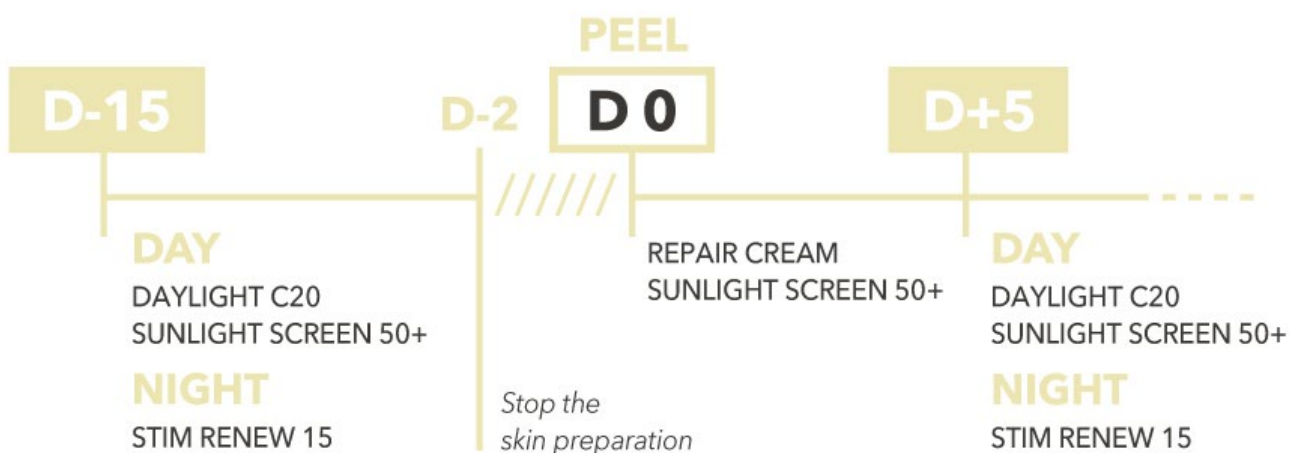 PEEL
D-15
D-2
D 0
D+5
DAY
DAYLIGHT C20
SUNLIGHT SCREEN 50+
NIGHT
STIM RENEW 15
Stop the
skin preparation
REPAIR CREAM
SUNLIGHT SCREEN 50+
DAY
DAYLIGHT C20
SUNLIGHT SCREEN 50+
NIGHT
STIM RENEW 15